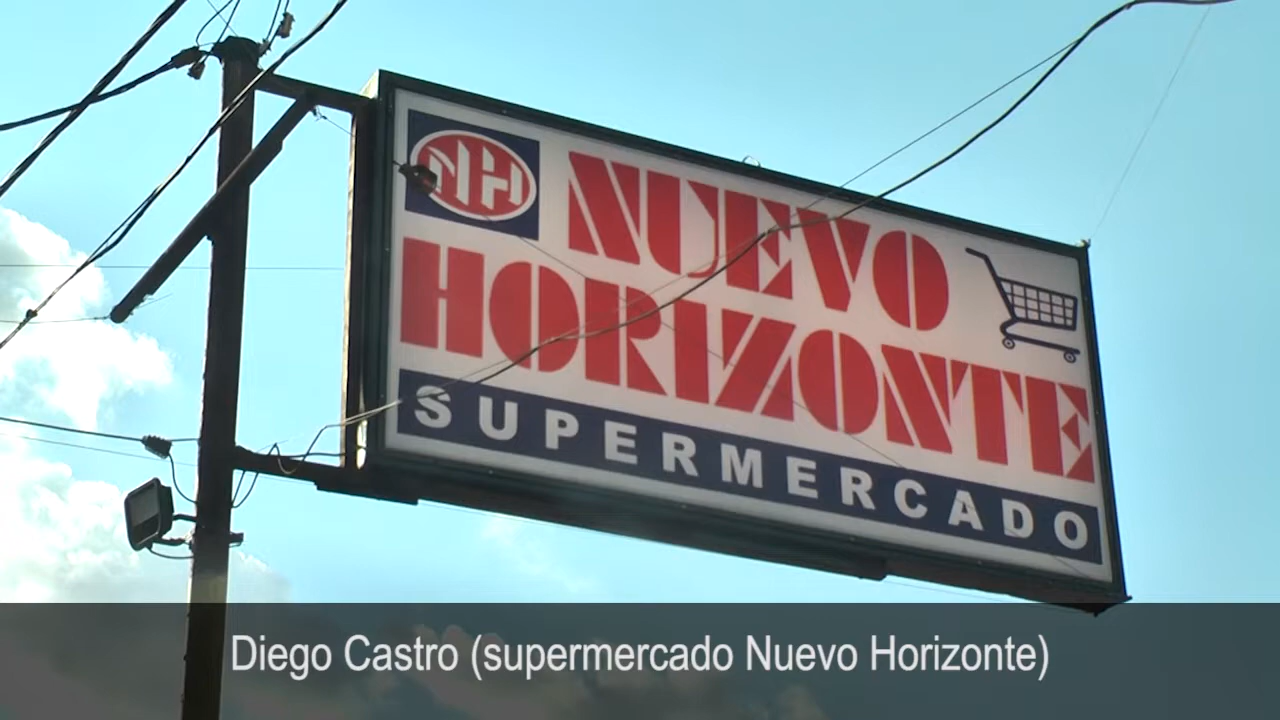 NH
NUEVO
HORIZONTE
SUPERMERCADO
Diego Castro (supermercado Nuevo Horizonte)